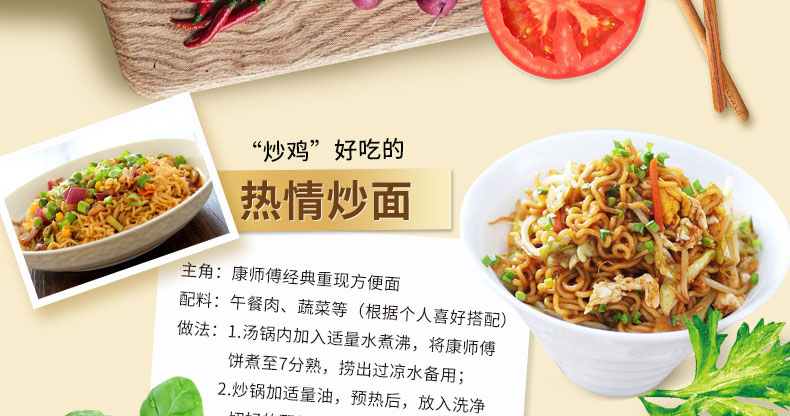 “炒鸡”好吃的
热情炒面
主角：康师傅经典重现方便面
配料：午餐肉、蔬菜等（根据个人喜好搭配）
做法：1.汤锅内加入适量水煮沸，将康师傅
饼煮至7分熟，捞出过凉水备用；
2.炒锅加适量油，预热后，放入洗净